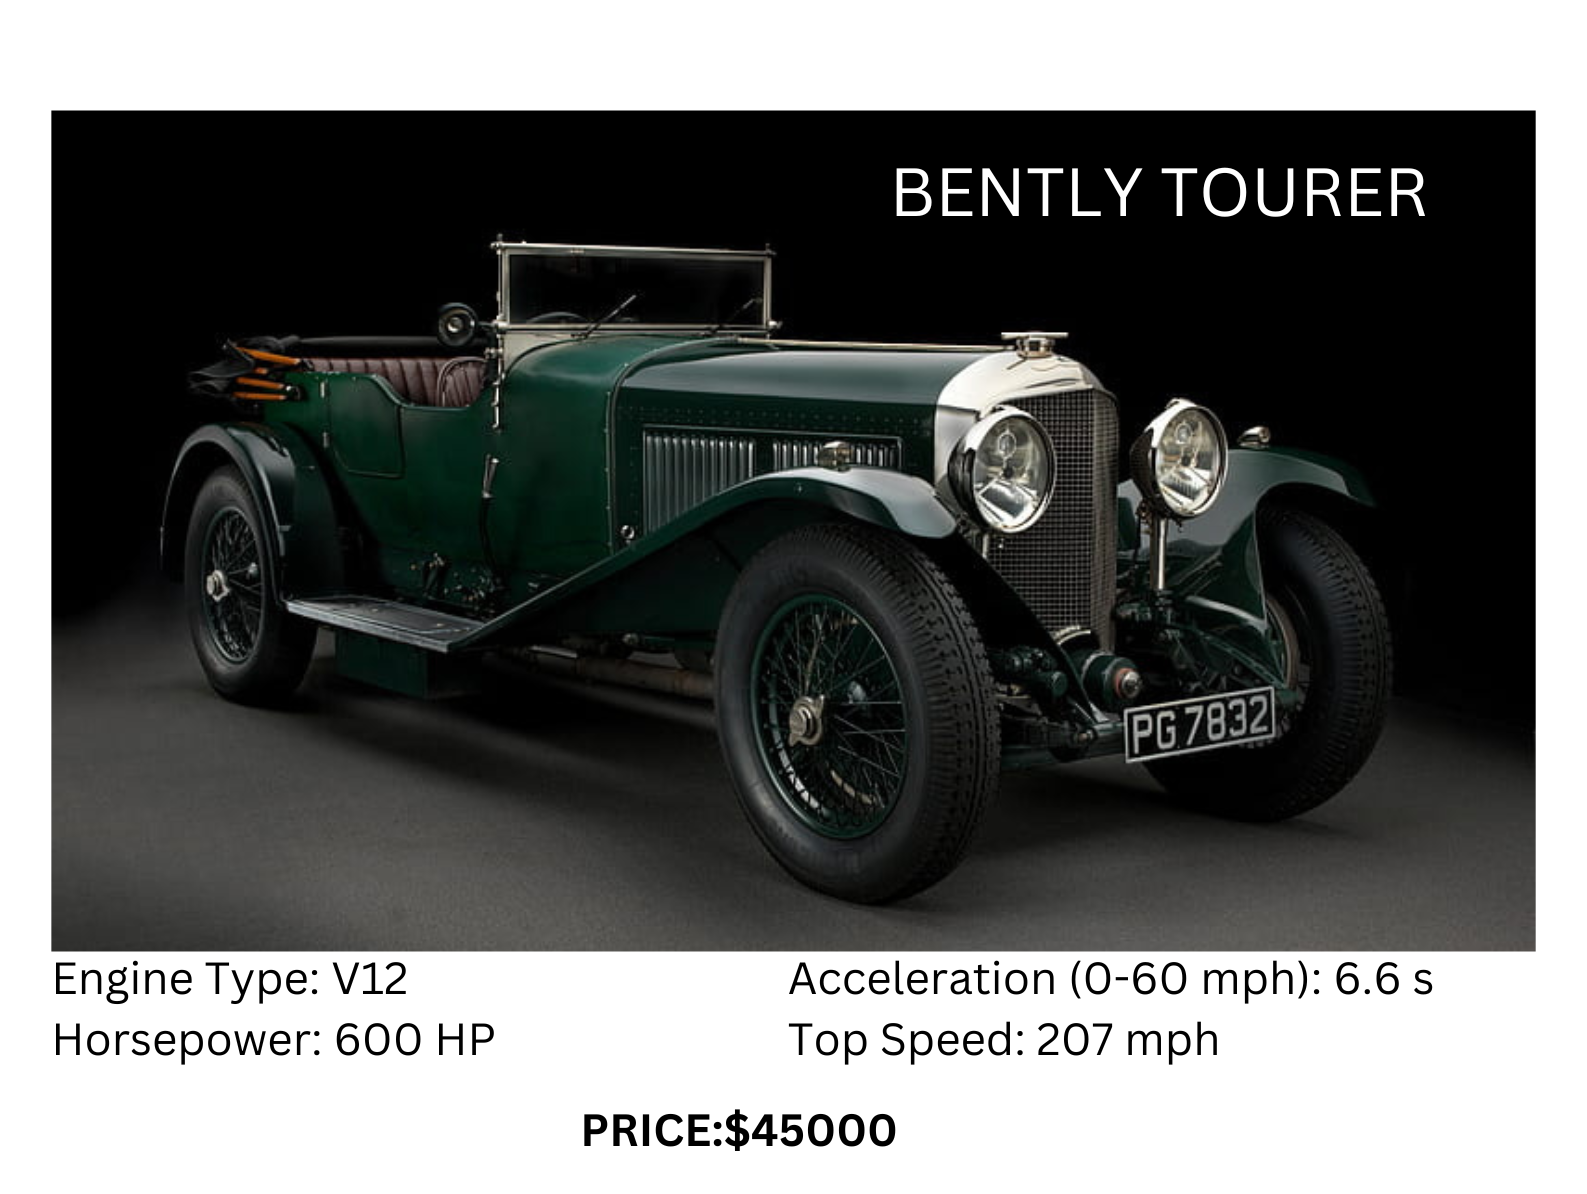 BENTLY TOURER
PG 7832
Engine Type: V12
Horsepower: 600 HP
Acceleration (0-60 mph): 6.6 s
Top Speed: 207 mph
PRICE:$45000